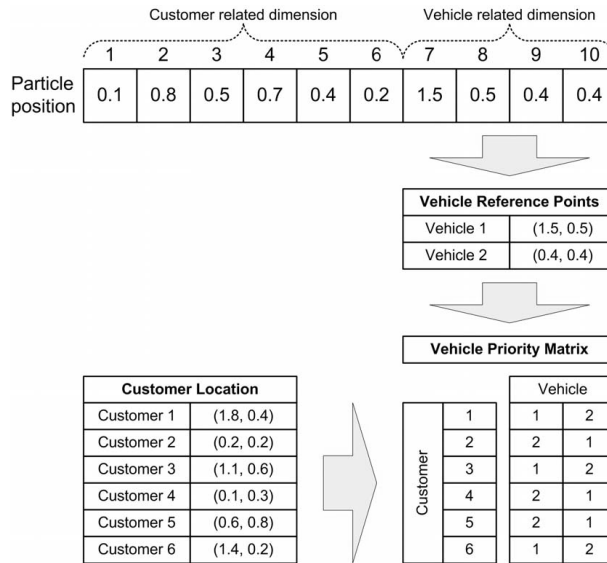 Customer related dimension Vehicle related dimension
1 2 3 4 5 6 7 8 9 10
Particle position 0.1 0.8 0.5 0.7 0.4 0.2 1.5 0.5 0.4 0.4
Vehicle Reference Points
Vehicle 1 (1.5, 0.5)
Vehicle 2 (0.4, 0.4)
Vehicle Priority Matrix
Customer Location
Customer 1 (1.8, 0.4)
Customer 2 (0.2, 0.2)
Customer 3 (1.1, 0.6)
Customer 4 (0.1, 0.3)
Customer 5 (0.6, 0.8)
Customer 6 (1.4, 0.2)
Vehicle
Customer
1 1 2
2 2 1
3 1 2
4 2 1
5 2 1
6 1 2